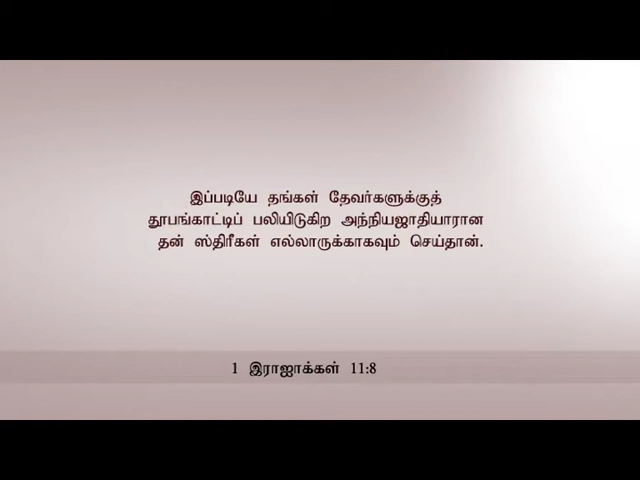 இப்படியே தங்கள் தேவர்களுக்குத்
தூபங்காட்டிப் பலியிடுகிற அந்நியஜாதியாரான
தன் ஸ்திரீகள் எல்லாருக்காகவும் செய்தான்.
1 இராஜாக்கள் 11:8